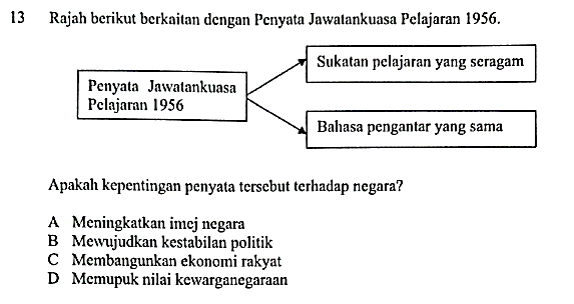 13 Rajah berikut berkaitan dengan Penyata Jawatankuasa Pelajaran 1956.
Sukatan pelajaran yang seragam
Penyata Jawatankuasa
Pelajaran 1956
Bahasa pengantar yang sama
Apakah kepentingan penyata tersebut terhadap negara?
A Meningkatkan imej negara
B Mewujudkan kestabilan politik
C Membangunkan ekonomi rakyat
D Memupuk nilai kewarganegaraan